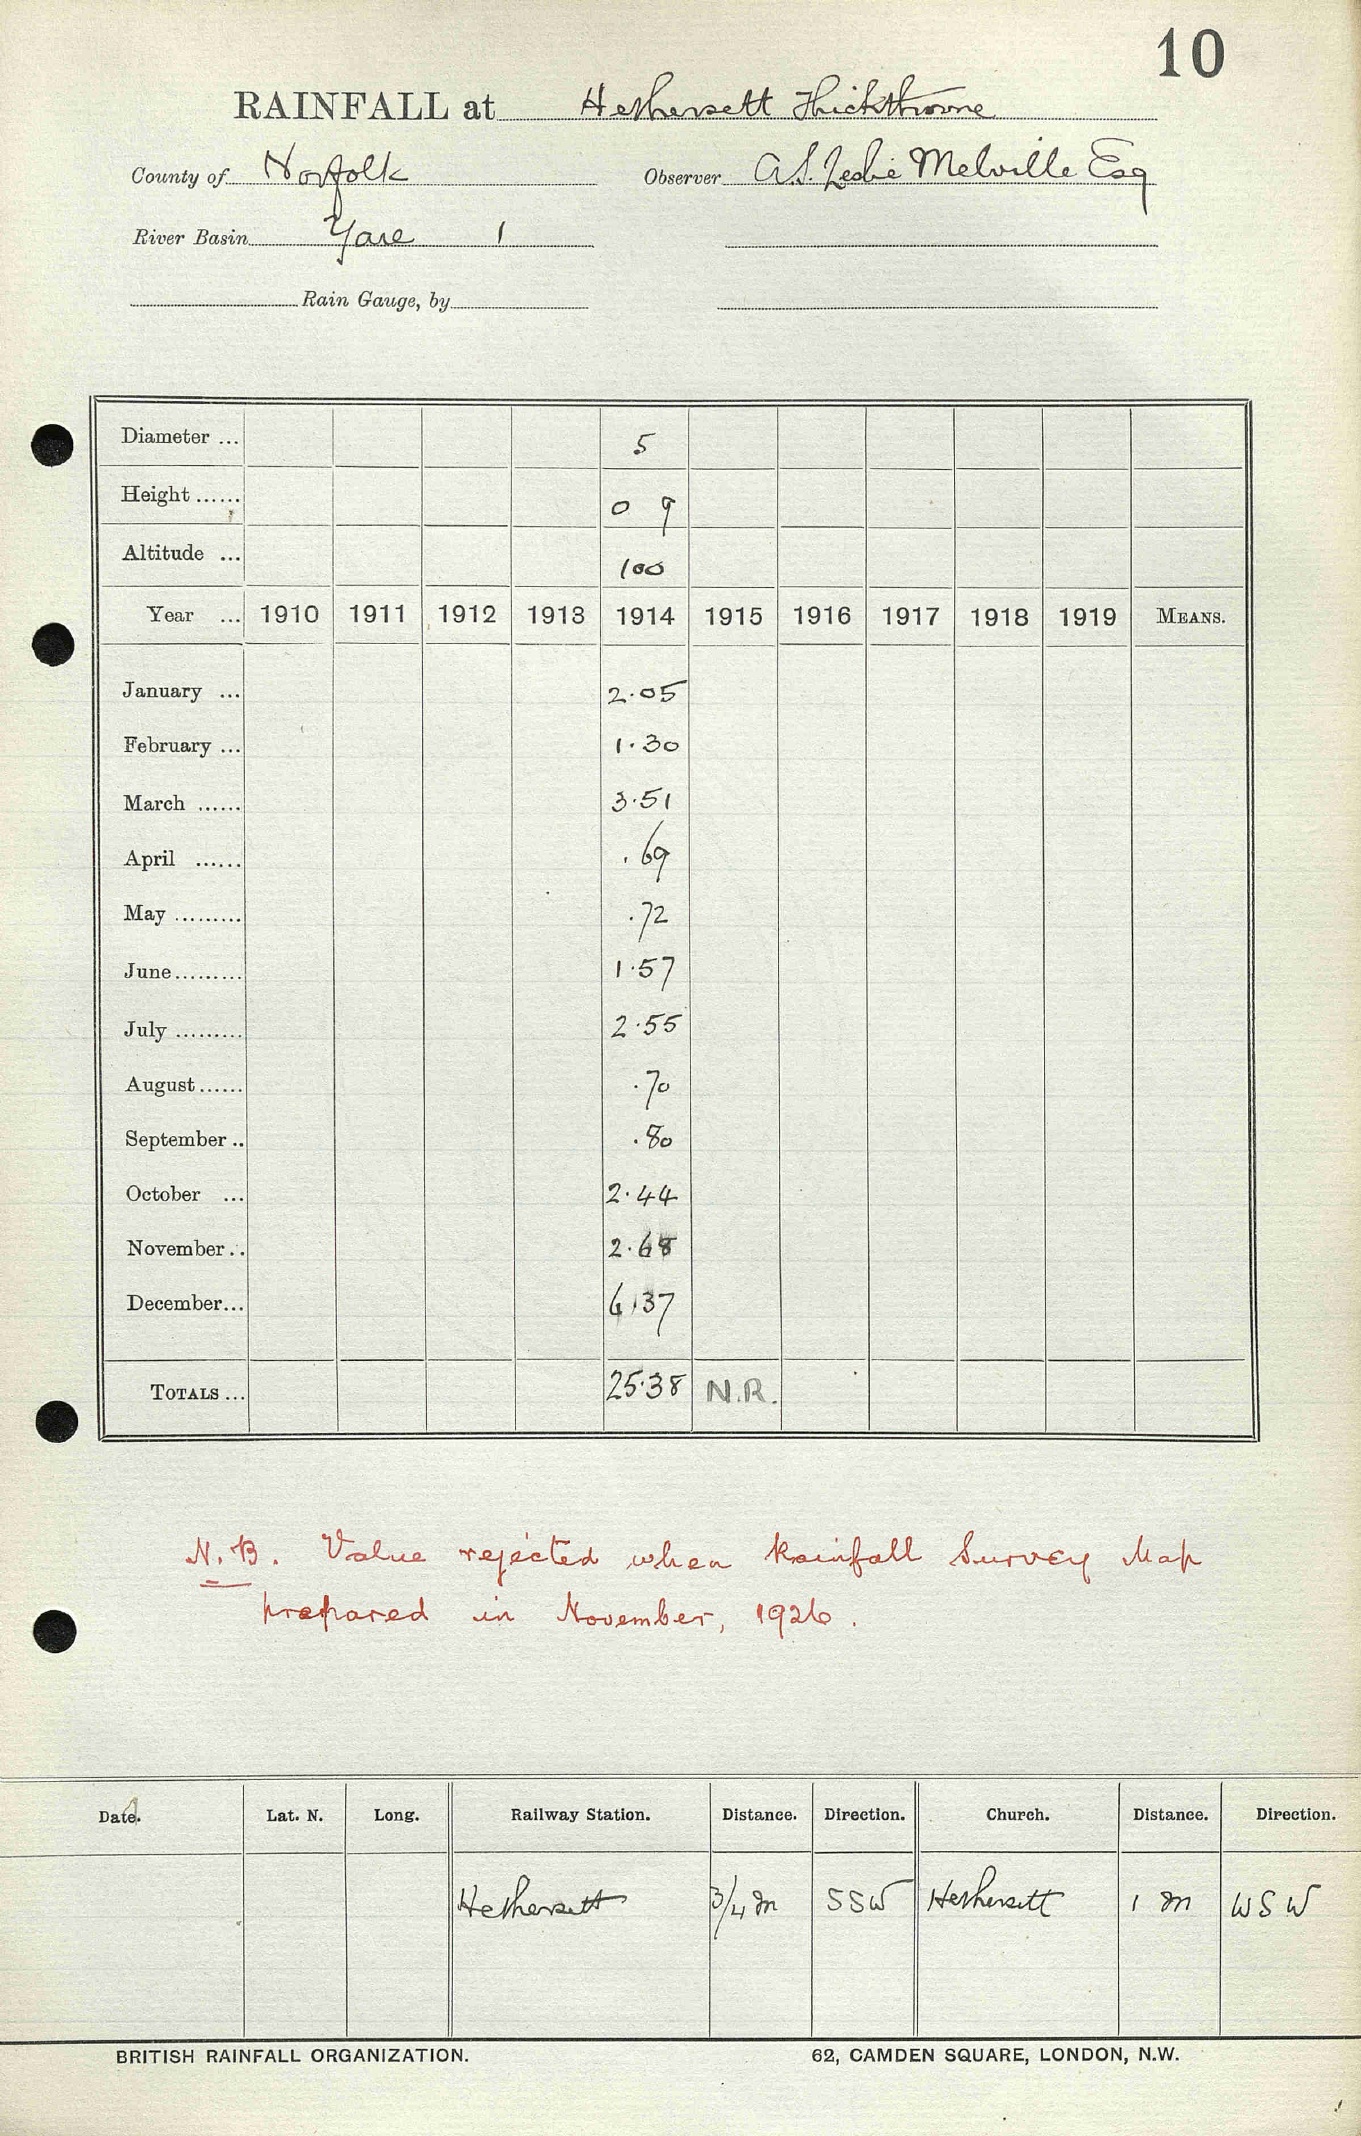 10
RAINFALL at Hethersett Thickthorne
County of Norfolk Observer A.S. Leslie Melville Esq
River Basin Yare 1
Rain Gauge, by
Diameter ... 5
Height ...... 0 9
Altitude ... 100
Year ... 1910 1911 1912 1913 1914 1915 1916 1917 1918 1919 MEANS.
January ... 2.05
February ... 1.30
March ...... 3.51
April ...... .69
May ......... .72
June ......... 1.57
July ......... 2.55
August ...... .70
September .. .80
October ... 2.44
November .. 2.68
December ... 6.37
TOTALS ... 25.38 N.R.
N.B. Value rejected when Rainfall Survey Map
prepared in November, 1926.
Date. Lat. N. Long. Railway Station. Distance. Direction. Church. Distance. Direction.
Hethersett 3/4 m SSW Hethersett 1 m WSW
BRITISH RAINFALL ORGANIZATION. 62, CAMDEN SQUARE, LONDON, N.W.